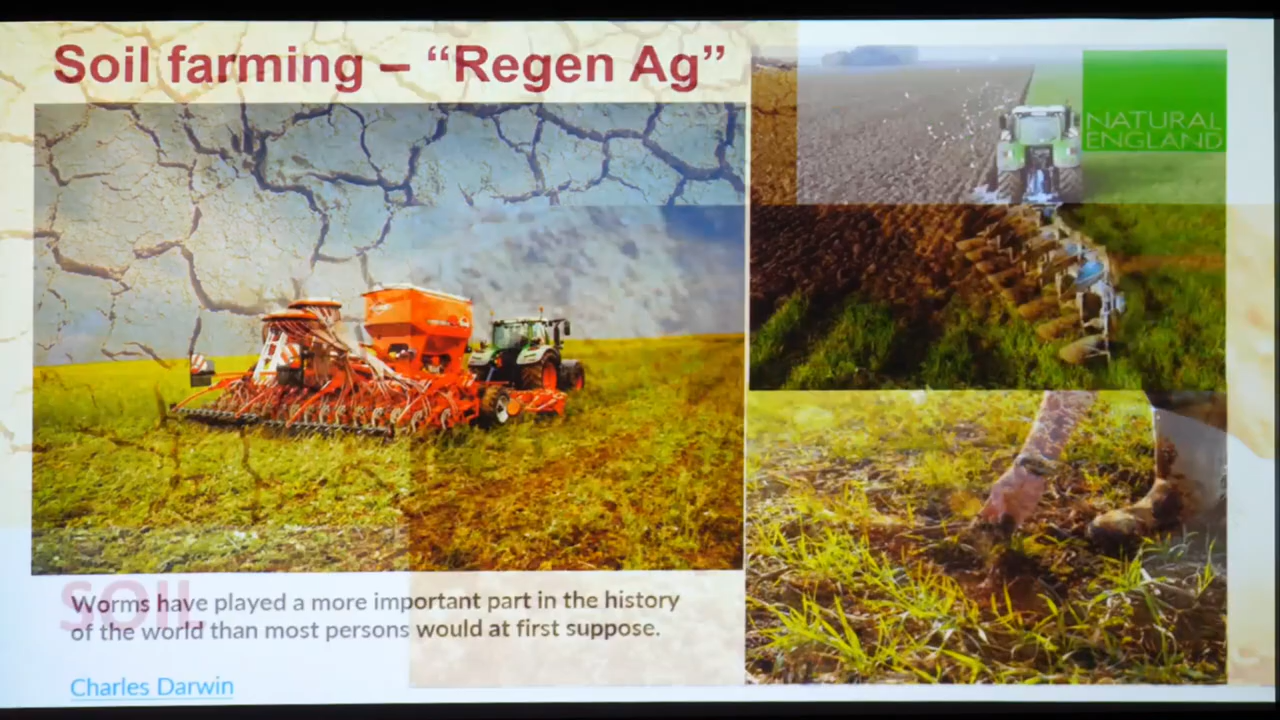 Soil farming – “Regen Ag”
NATURAL
ENGLAND
SOIL
Worms have played a more important part in the history
of the world than most persons would at first suppose.
Charles Darwin